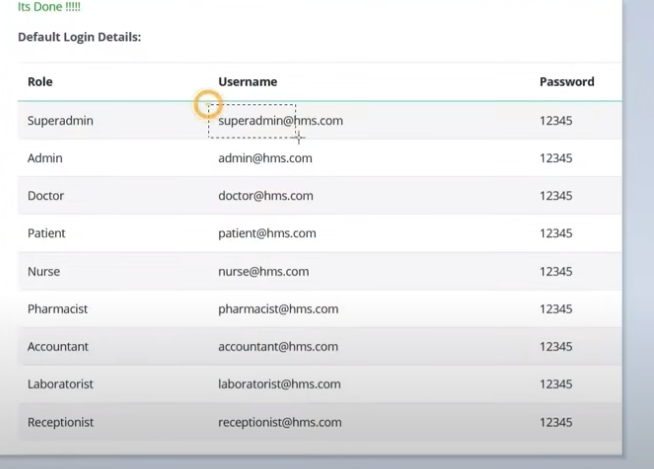 Its Done !!!!!
Default Login Details:
Role Username Password
Superadmin superadmin@hms.com 12345
Admin admin@hms.com 12345
Doctor doctor@hms.com 12345
Patient patient@hms.com 12345
Nurse nurse@hms.com 12345
Pharmacist pharmacist@hms.com 12345
Accountant accountant@hms.com 12345
Laboratorist laboratorist@hms.com 12345
Receptionist receptionist@hms.com 12345